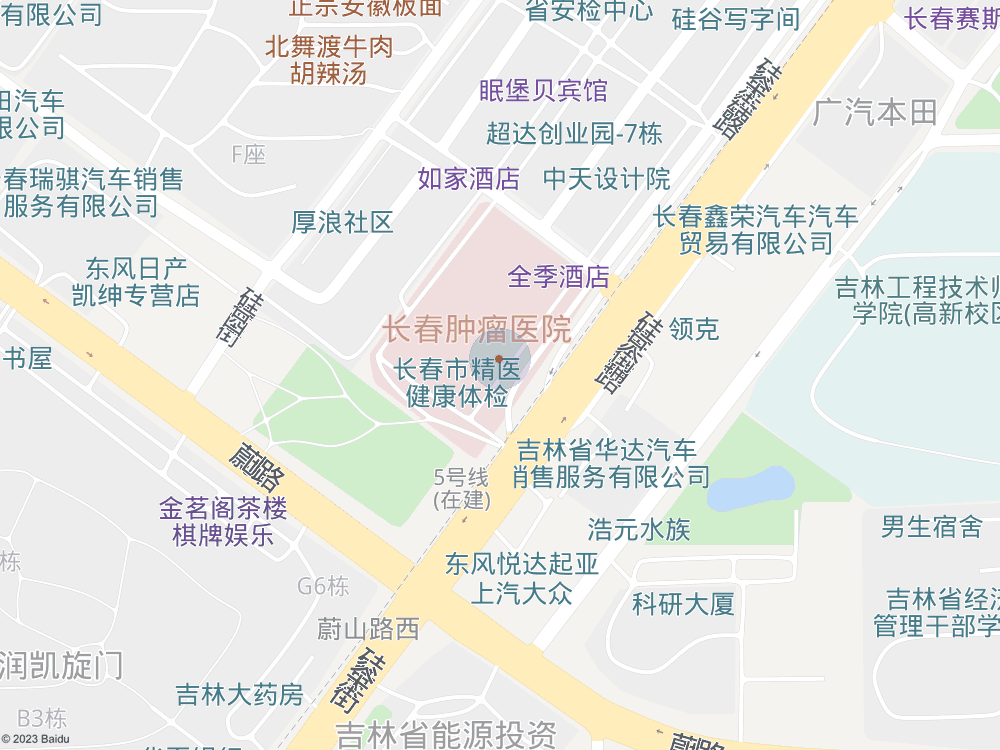 有限公司
正宗安徽板面
省安检中心
硅谷写字间
长春赛斯
北舞渡牛肉
胡辣汤
眠堡贝宾馆
田汽车
限公司
广汽本田
超达创业园-7栋
F座
春瑞骐汽车销售
服务有限公司
如家酒店
中天设计院
厚浪社区
长春鑫荣汽车汽车
贸易有限公司
东风日产
凯绅专营店
全季酒店
吉林工程技术师
学院(高新校区
长春肿瘤医院
领克
书屋
长春市精医
健康体检
吉林省华达汽车
销售服务有限公司
5号线
(在建)
蔚山路
金茗阁茶楼
棋牌娱乐
浩元水族
男生宿舍
栋
东风悦达起亚
上汽大众
G6栋
科研大厦
吉林省经济
管理干部学
蔚山路西
润凯旋门
吉林大药房
B3栋
吉林省能源投资
© 2023 Baidu